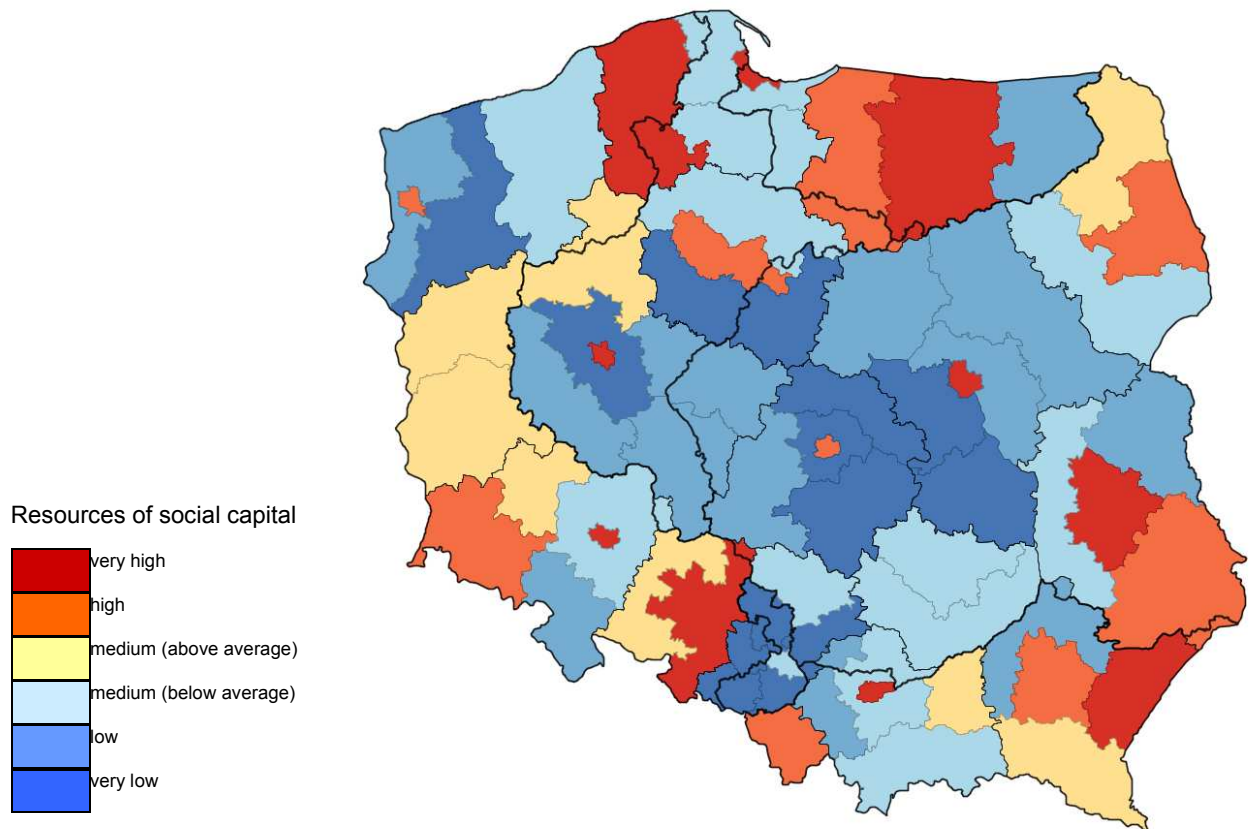 Resources of social capital
very high
high
medium (above average)
medium (below average)
low
very low